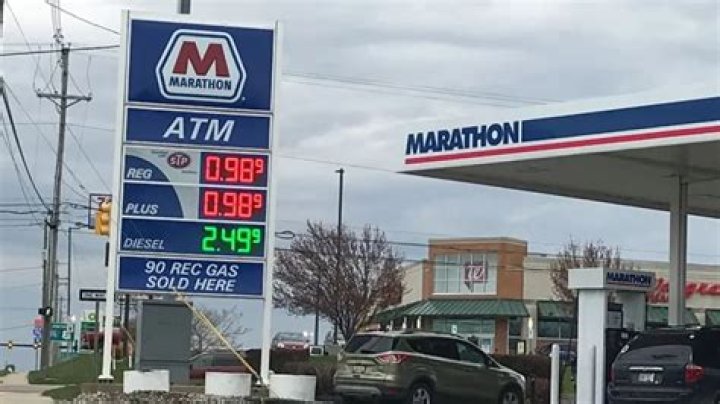 MARATHON
ATM
STP
REG 0.98⁹
PLUS 0.98⁹
DIESEL 2.49⁹
90 REC GAS
SOLD HERE
MARATHON
MARATHON